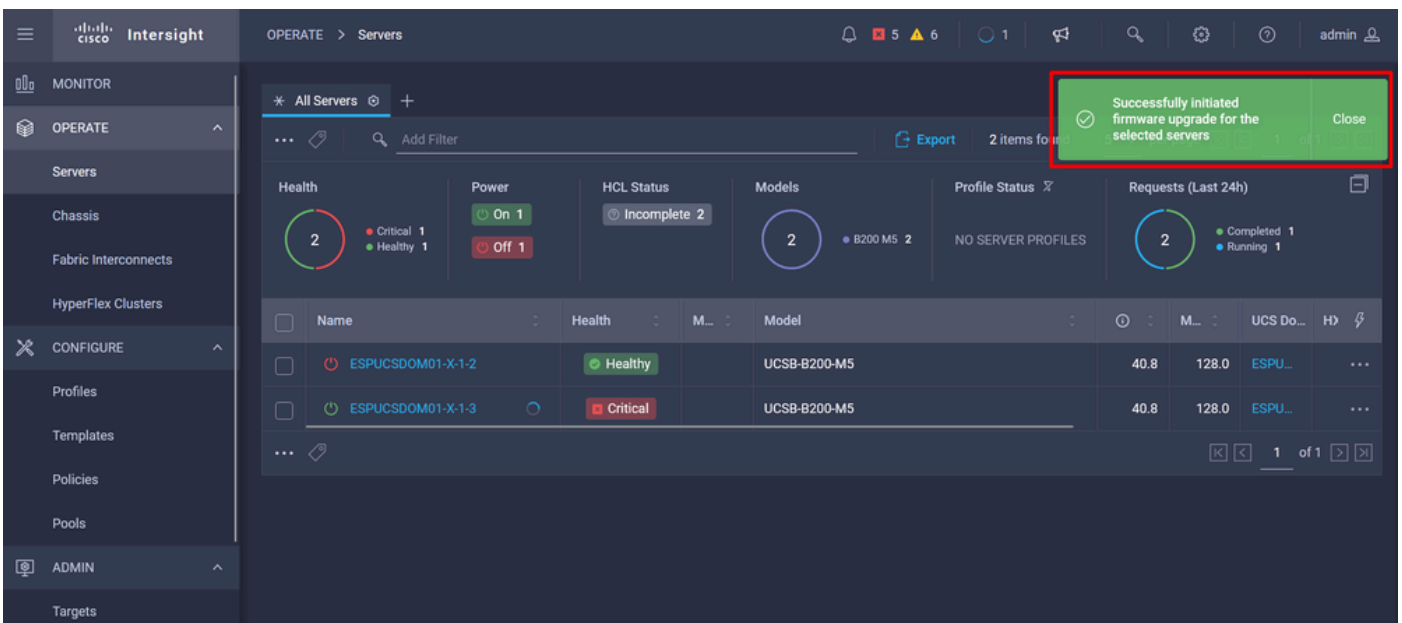 cisco Intersight
OPERATE > Servers
5 6 1
admin
MONITOR
OPERATE
Servers
Chassis
Fabric Interconnects
HyperFlex Clusters
CONFIGURE
Profiles
Templates
Policies
Pools
ADMIN
Targets
All Servers
Successfully initiated
firmware upgrade for the
selected servers
Close
Add Filter
Export
2 items found
Health
2
Critical 1
Healthy 1
Power
On 1
Off 1
HCL Status
Incomplete 2
Models
2
B200 M5 2
Profile Status
NO SERVER PROFILES
Requests (Last 24h)
2
Completed 1
Running 1
Name Health M... Model M... UCS Do... HX
ESPUCSDOM01-X-1-2 Healthy UCSB-B200-M5 40.8 128.0 ESPU...
ESPUCSDOM01-X-1-3 Critical UCSB-B200-M5 40.8 128.0 ESPU...
1 of 1